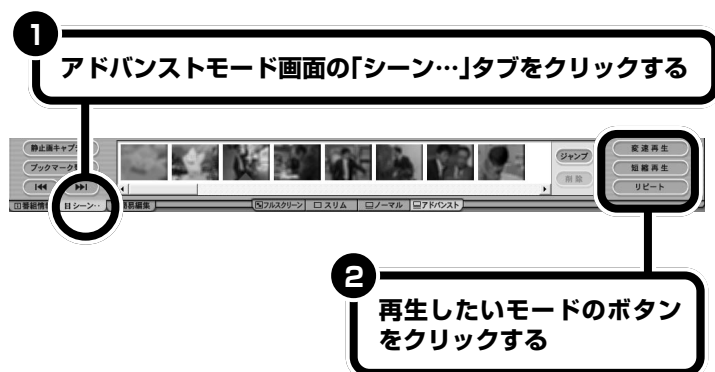 1
アドバンストモード画面の「シーン…」タブをクリックする
静止画キャプ
ブックマーク
ジャンプ
削除
変速再生
短縮再生
リピート
番組情
シーン‥
易編集
フルスクリーン
スリム
ノーマル
アドバンスト
2
再生したいモードのボタン
をクリックする